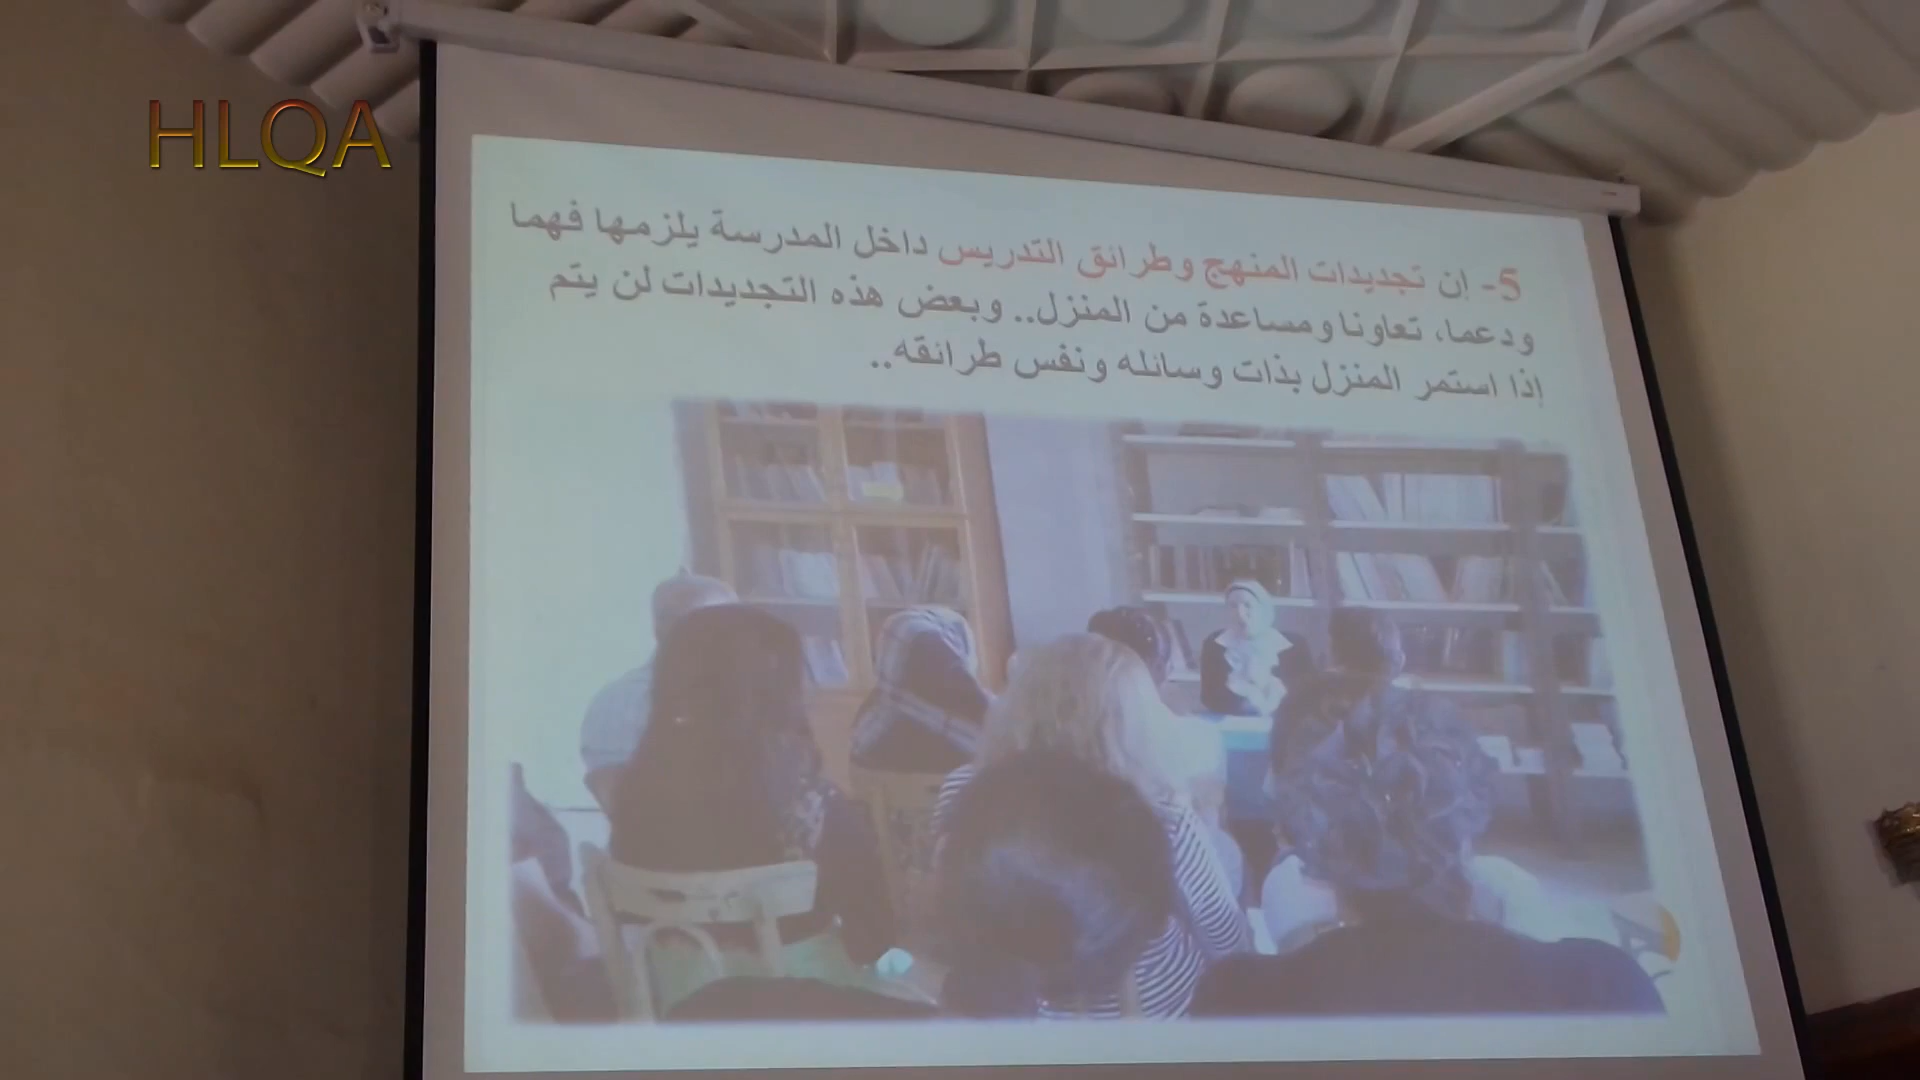 HLQA
5- إن تجديدات المنهج وطرائق التدريس داخل المدرسة يلزمها فهما
ودعما، تعاونا ومساعدة من المنزل.. وبعض هذه التجديدات لن يتم
إذا استمر المنزل بذات وسائله ونفس طرائقه..